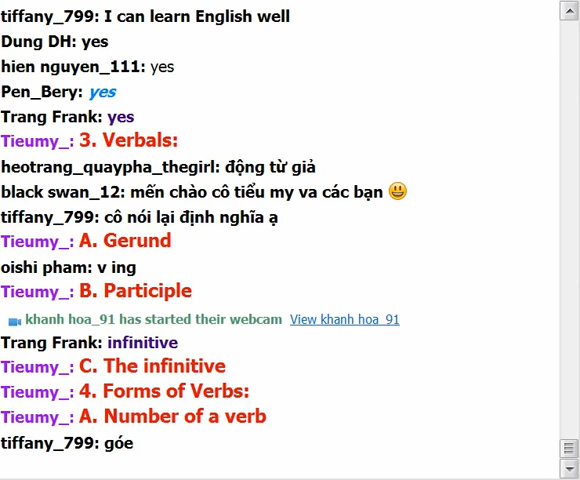 tiffany_799: I can learn English well
Dung DH: yes
hien nguyen_111: yes
Pen_Bery: yes
Trang Frank: yes
Tieumy_: 3. Verbals:
heotrang_quaypha_thegirl: động từ giả
black swan_12: mến chào cô tiểu my va các bạn 😃
tiffany_799: cô nói lại định nghĩa ạ
Tieumy_: A. Gerund
oishi pham: v ing
Tieumy_: B. Participle
khanh hoa_91 has started their webcam View khanh hoa_91
Trang Frank: infinitive
Tieumy_: C. The infinitive
Tieumy_: 4. Forms of Verbs:
Tieumy_: A. Number of a verb
tiffany_799: góe